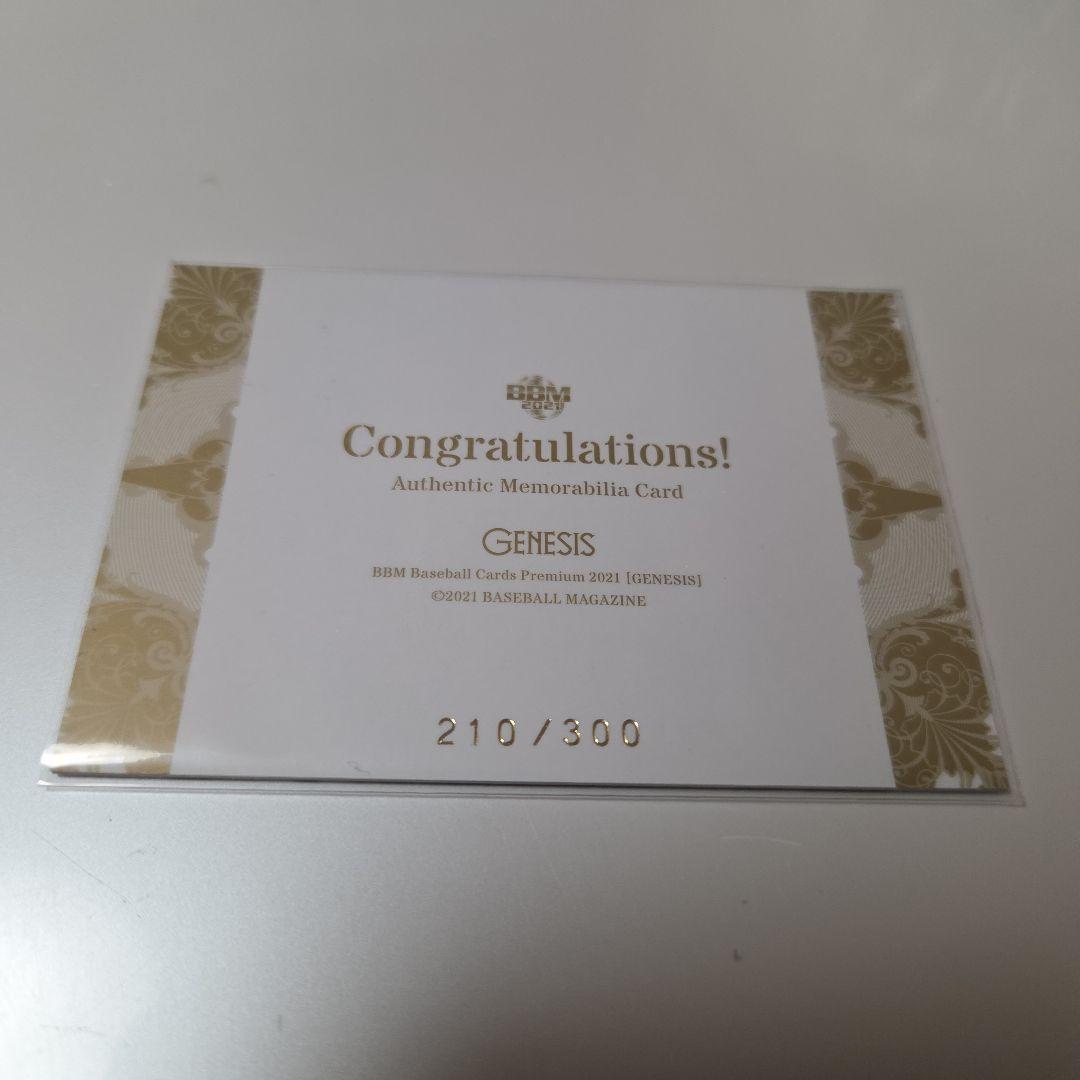 BBM
2021
Congratulations!
Authentic Memorabilia Card
GENESIS
BBM Baseball Cards Premium 2021 [GENESIS]
©2021 BASEBALL MAGAZINE
210/300